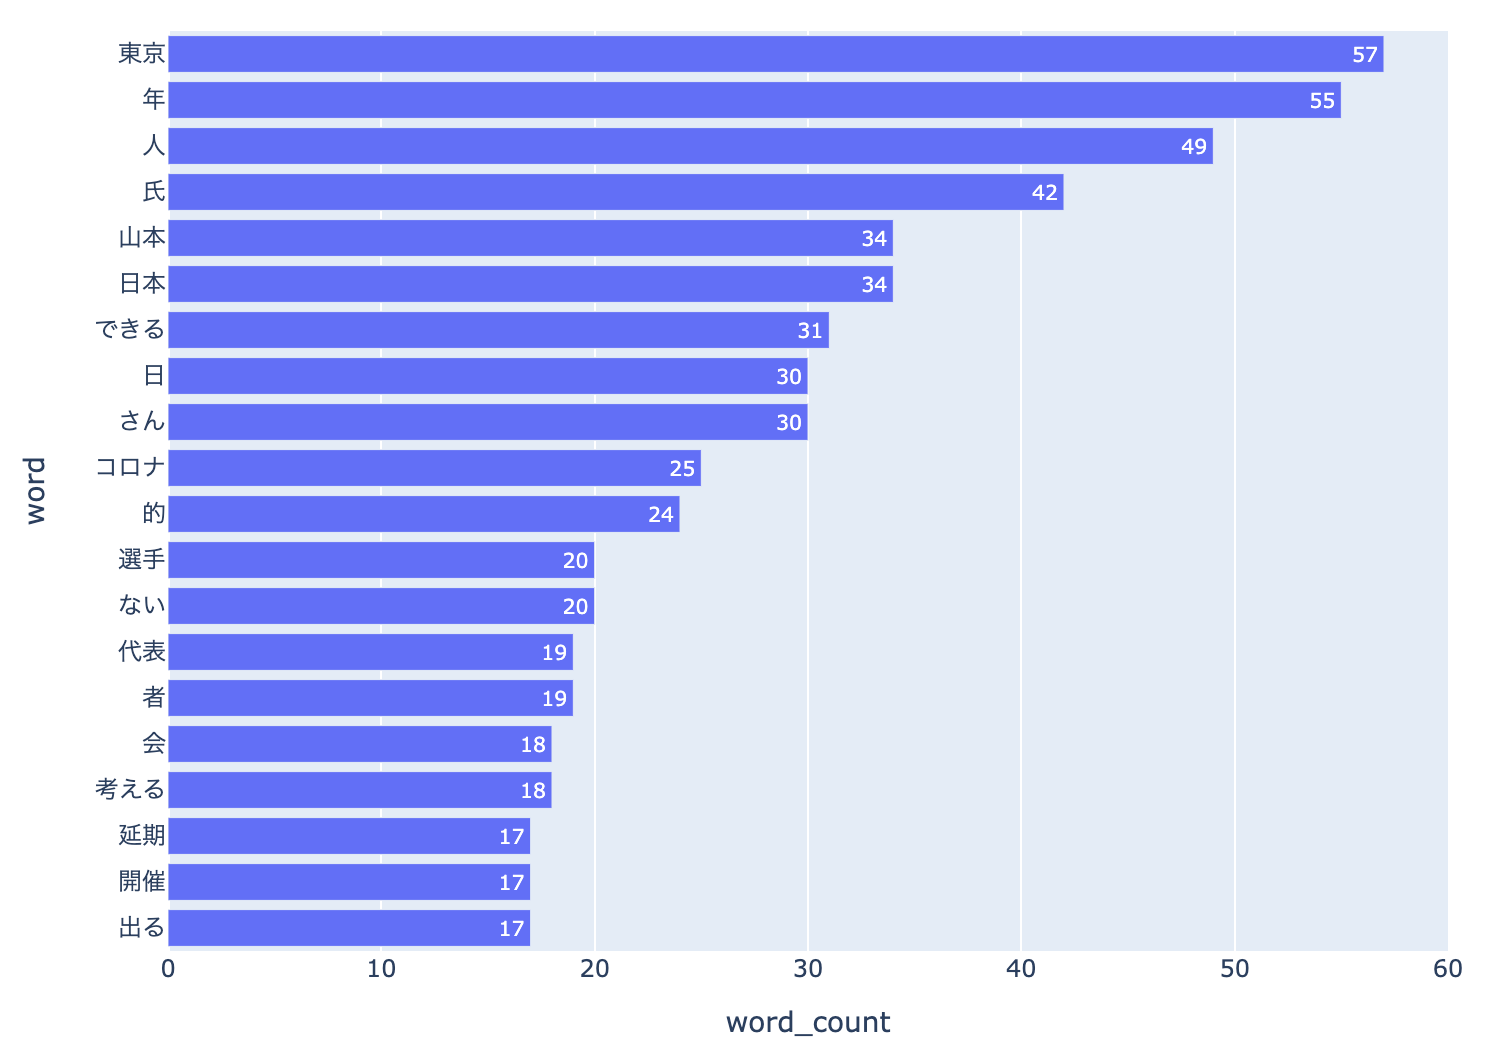 東京 57
年 55
人 49
氏 42
山本 34
日本 34
できる 31
日 30
さん 30
コロナ 25
的 24
選手 20
ない 20
代表 19
者 19
会 18
考える 18
延期 17
開催 17
出る 17
0 10 20 30 40 50 60
word_count
word